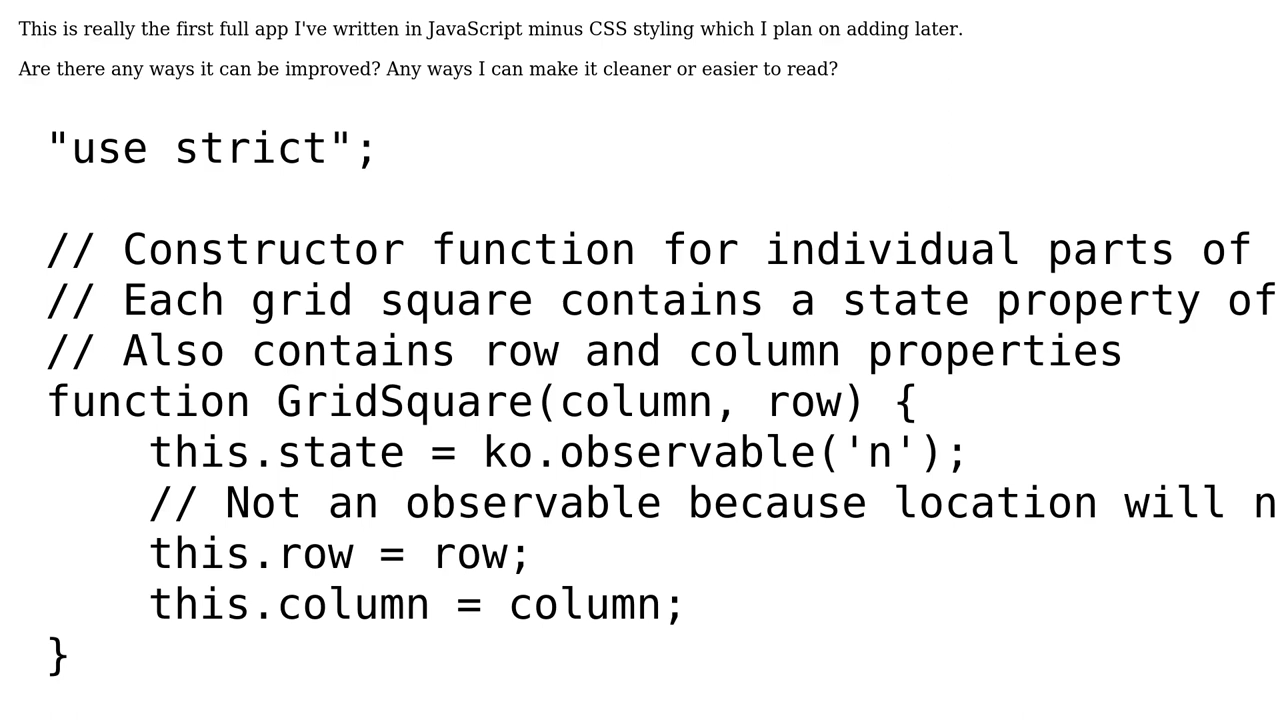 This is really the first full app I've written in JavaScript minus CSS styling which I plan on adding later.
Are there any ways it can be improved? Any ways I can make it cleaner or easier to read?
"use strict";
// Constructor function for individual parts of
// Each grid square contains a state property of
// Also contains row and column properties
function GridSquare(column, row) {
    this.state = ko.observable('n');
    // Not an observable because location will n
    this.row = row;
    this.column = column;
}